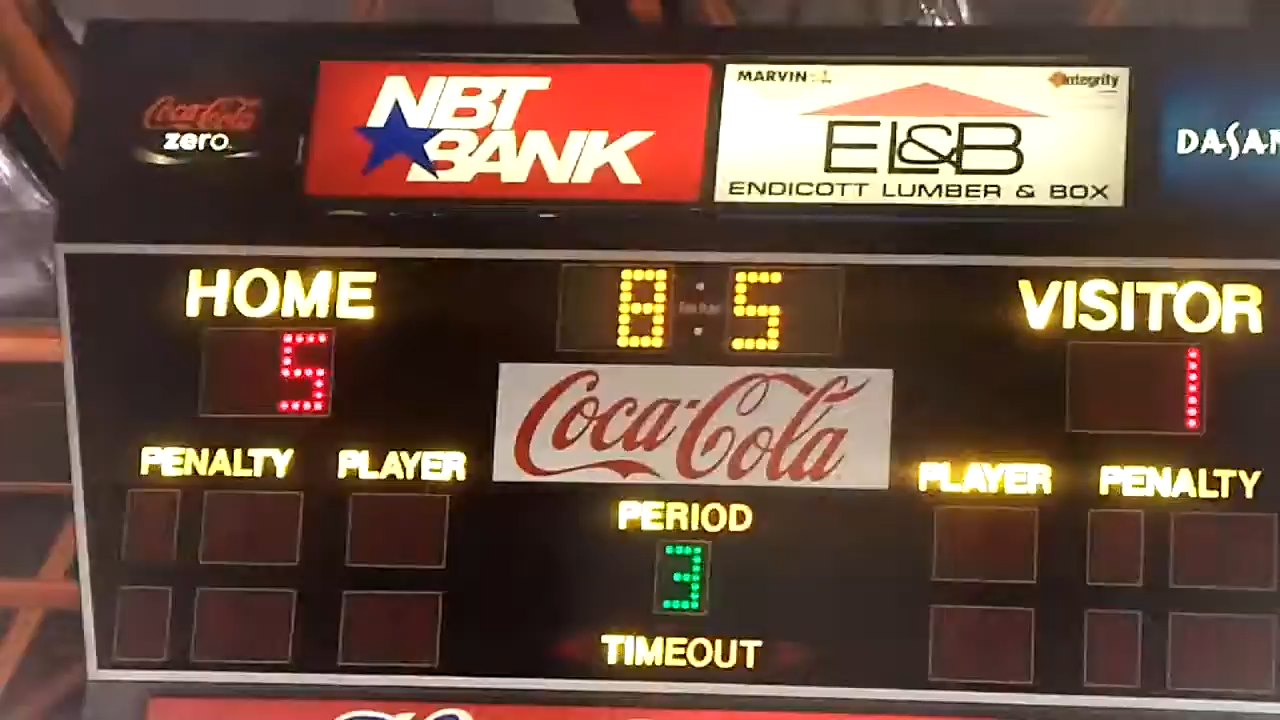 Coca-Cola
zero
NBT
BANK
MARVIN
Integrity
EL&B
ENDICOTT LUMBER & BOX
DASAN
HOME
8:5
VISITOR
5
1
Coca-Cola
PENALTY
PLAYER
PLAYER
PENALTY
PERIOD
3
TIMEOUT